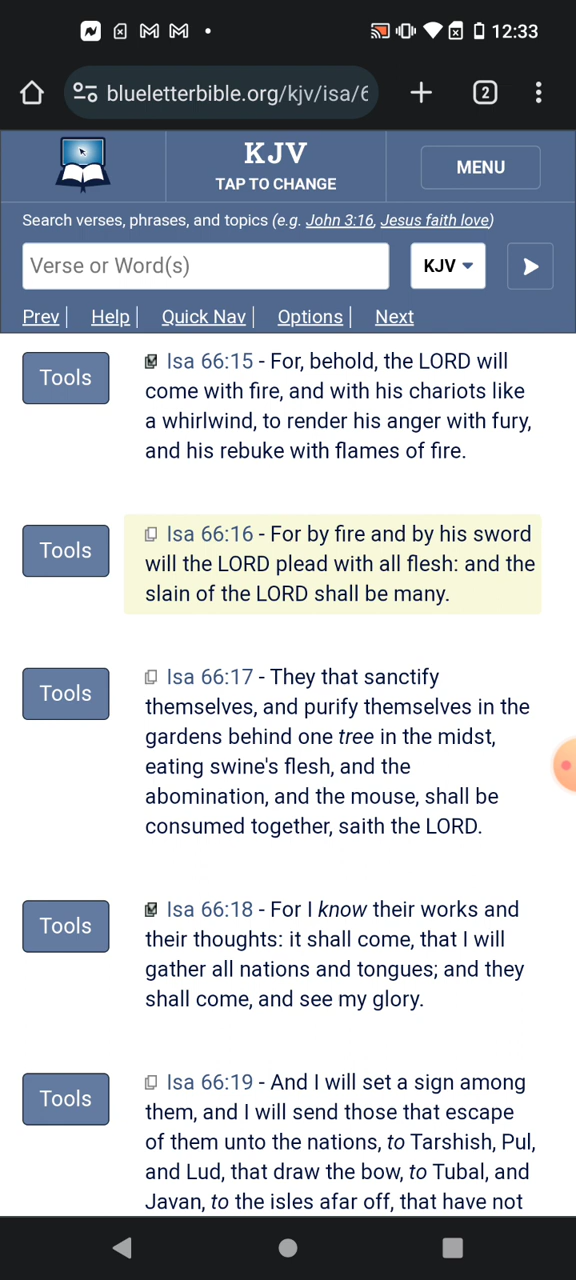 12:33
blueletterbible.org/kjv/isa/6
2
KJV
TAP TO CHANGE
MENU
Search verses, phrases, and topics (e.g. John 3:16, Jesus faith love)
Verse or Word(s)
KJV
Prev | Help | Quick Nav | Options | Next
Tools
Isa 66:15 - For, behold, the LORD will
come with fire, and with his chariots like
a whirlwind, to render his anger with fury,
and his rebuke with flames of fire.
Tools
Isa 66:16 - For by fire and by his sword
will the LORD plead with all flesh: and the
slain of the LORD shall be many.
Tools
Isa 66:17 - They that sanctify
themselves, and purify themselves in the
gardens behind one tree in the midst,
eating swine's flesh, and the
abomination, and the mouse, shall be
consumed together, saith the LORD.
Tools
Isa 66:18 - For I know their works and
their thoughts: it shall come, that I will
gather all nations and tongues; and they
shall come, and see my glory.
Tools
Isa 66:19 - And I will set a sign among
them, and I will send those that escape
of them unto the nations, to Tarshish, Pul,
and Lud, that draw the bow, to Tubal, and
Javan, to the isles afar off, that have not